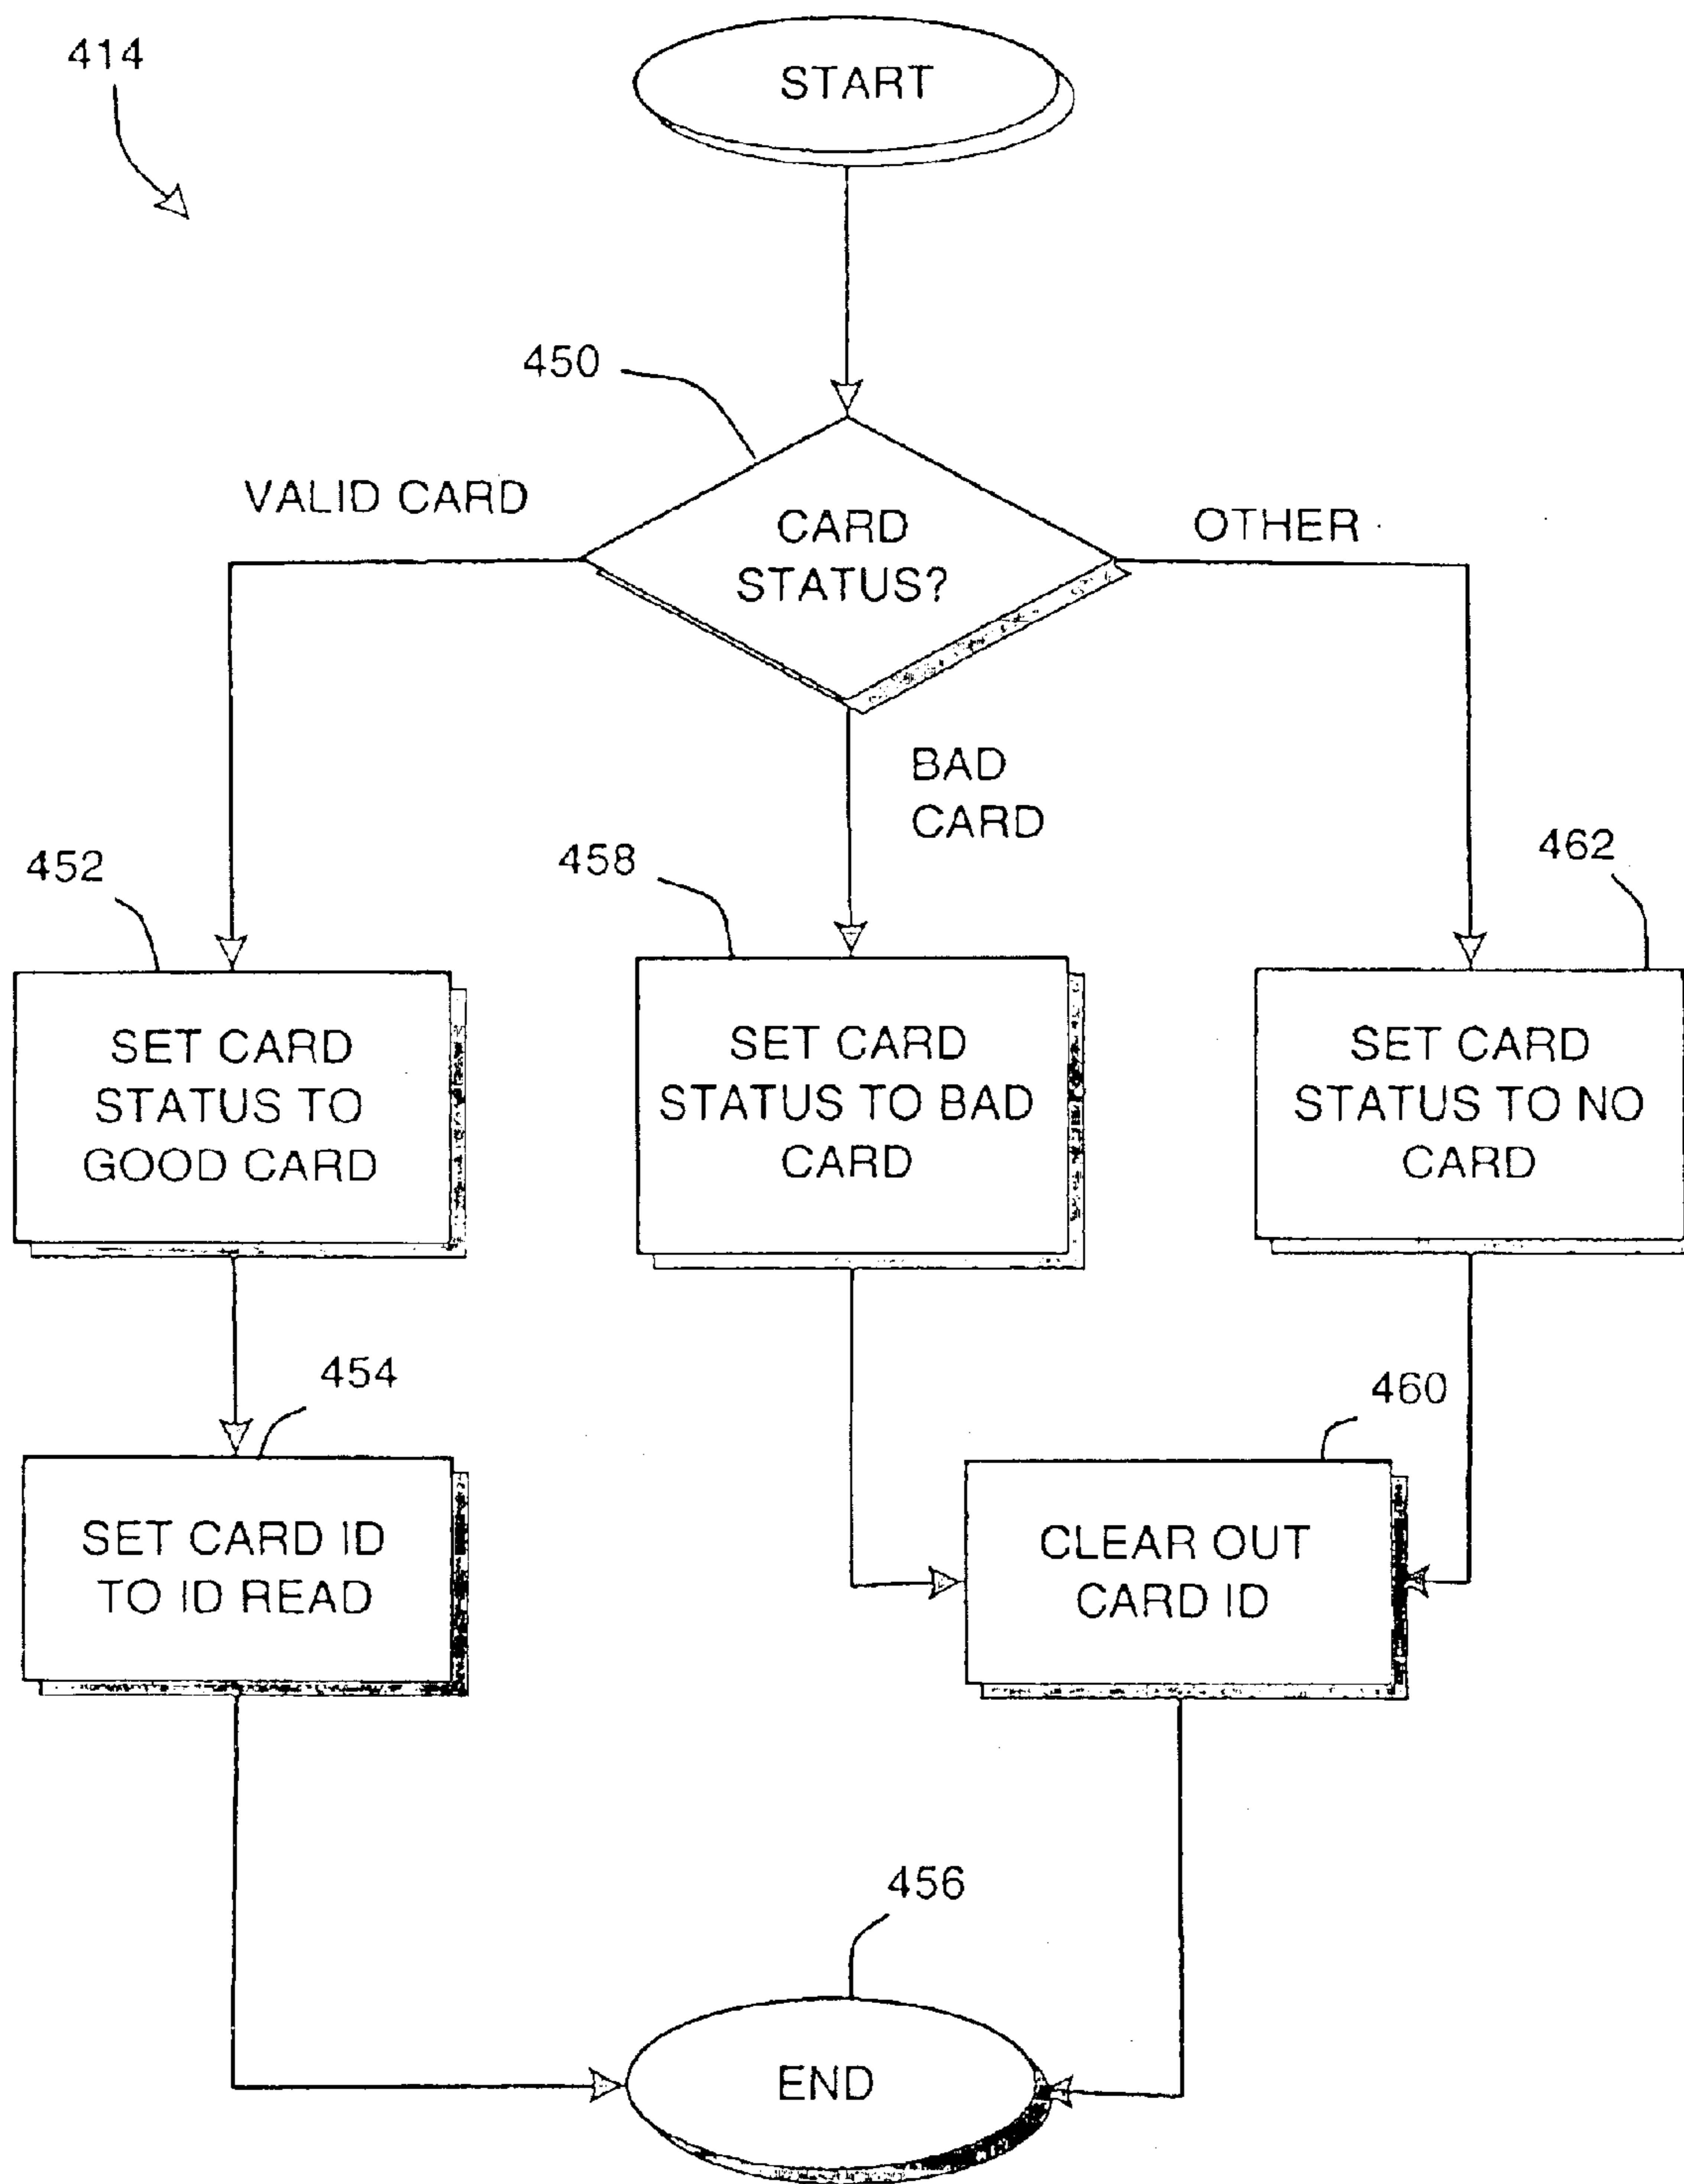 414
START
450
VALID CARD
CARD
STATUS?
OTHER
BAD
CARD
452
458
462
SET CARD
STATUS TO
GOOD CARD
SET CARD
STATUS TO BAD
CARD
SET CARD
STATUS TO NO
CARD
454
460
SET CARD ID
TO ID READ
CLEAR OUT
CARD ID
456
END